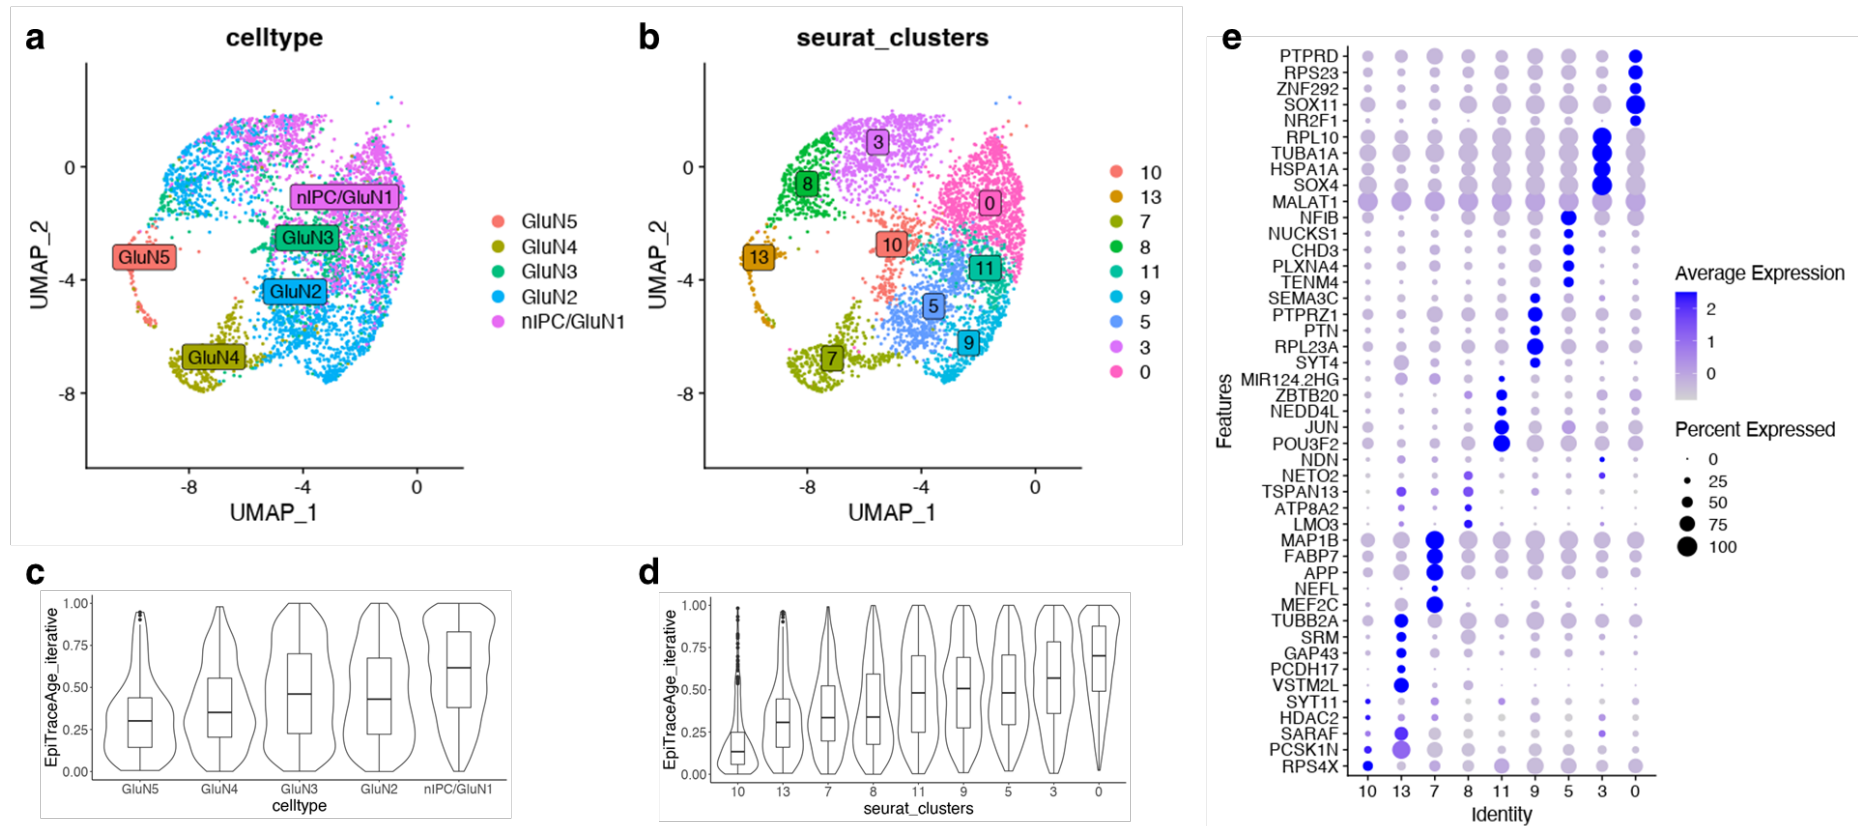 a
celltype
UMAP_2
0
-4
-8
-8
-4
0
UMAP_1
nIPC/GluN1
GluN3
GluN5
GluN2
GluN4
GluN5
GluN4
GluN3
GluN2
nIPC/GluN1
b
seurat_clusters
UMAP_2
0
-4
-8
-8
-4
0
UMAP_1
3
8
0
10
13
11
5
9
7
10
13
7
8
11
9
5
3
0
c
EpiTraceAge_iterative
1.00
0.75
0.50
0.25
0.00
GluN5 GluN4 GluN3 GluN2 nIPC/GluN1
celltype
d
EpiTraceAge_iterative
1.00
0.75
0.50
0.25
0.00
10 13 7 8 11 9 5 3 0
seurat_clusters
e
Features
PTPRD
RPS23
ZNF292
SOX11
NR2F1
RPL10
TUBA1A
HSPA1A
SOX4
MALAT1
NFIB
NUCKS1
CHD3
PLXNA4
TENM4
SEMA3C
PTPRZ1
PTN
RPL23A
SYT4
MIR124.2HG
ZBTB20
NEDD4L
JUN
POU3F2
NDN
NETO2
TSPAN13
ATP8A2
LMO3
MAP1B
FABP7
APP
NEFL
MEF2C
TUBB2A
SRM
GAP43
PCDH17
VSTM2L
SYT11
HDAC2
SARAF
PCSK1N
RPS4X
10 13 7 8 11 9 5 3 0
Identity
Average Expression
2
1
0
Percent Expressed
0
25
50
75
100